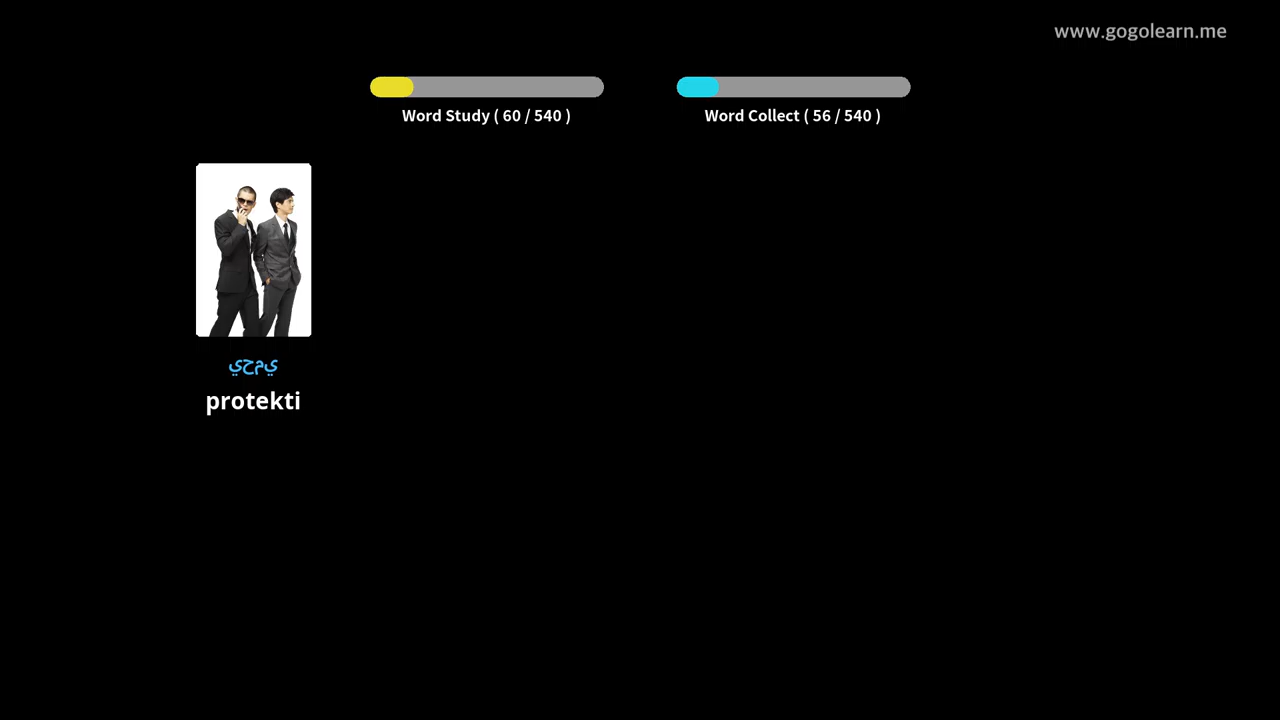 www.gogolearn.me
Word Study ( 60 / 540 )
Word Collect ( 56 / 540 )
يحمي
protekti